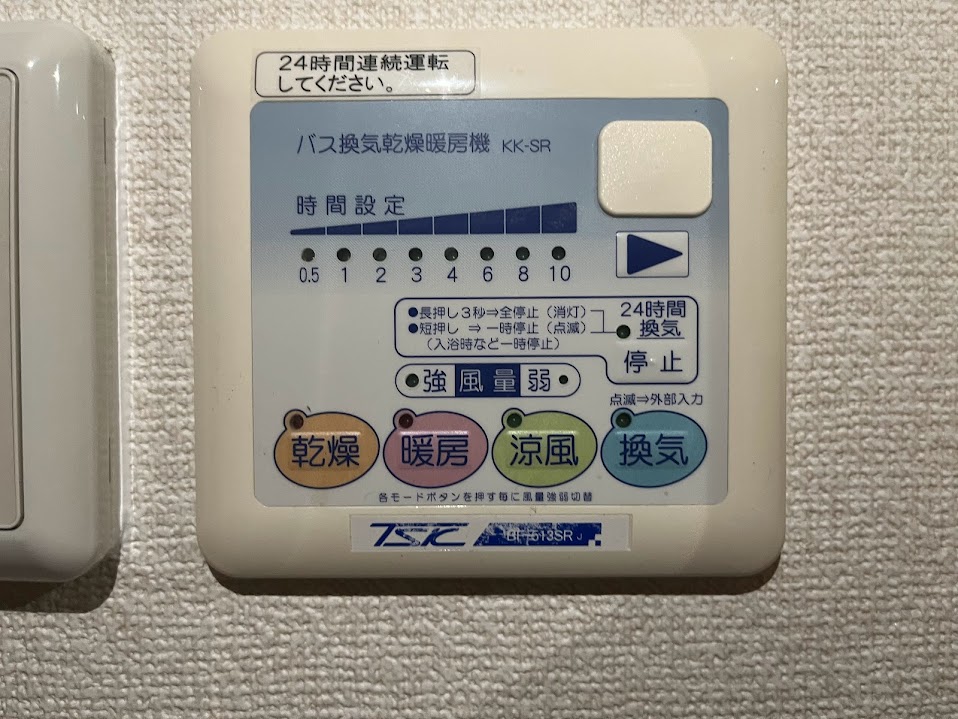 24時間連続運転
してください。
バス換気乾燥暖房機 KK-SR
時間設定
0.5 1 2 3 4 6 8 10
●長押し3秒⇒全停止（消灯）
●短押し ⇒一時停止（点滅）
（入浴時など一時停止）
24時間
換気
停止
強 風量 弱
点滅⇒外部入力
乾燥 暖房 涼風 換気
各モードボタンを押す毎に風量強弱切替
TSK
513SR J